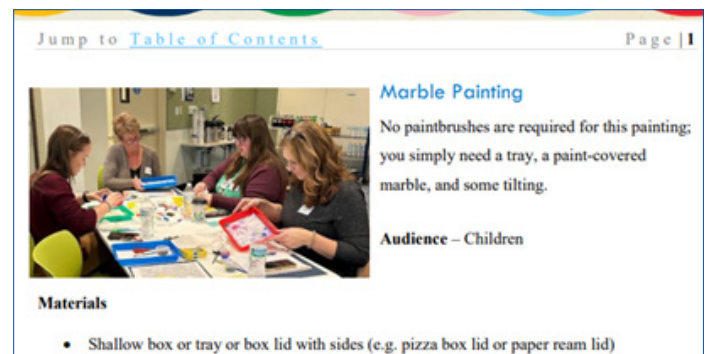 Jump to Table of Contents
Page | 1
Marble Painting
No paintbrushes are required for this painting;
you simply need a tray, a paint-covered
marble, and some tilting.
Audience – Children
Materials
• Shallow box or tray or box lid with sides (e.g. pizza box lid or paper ream lid)